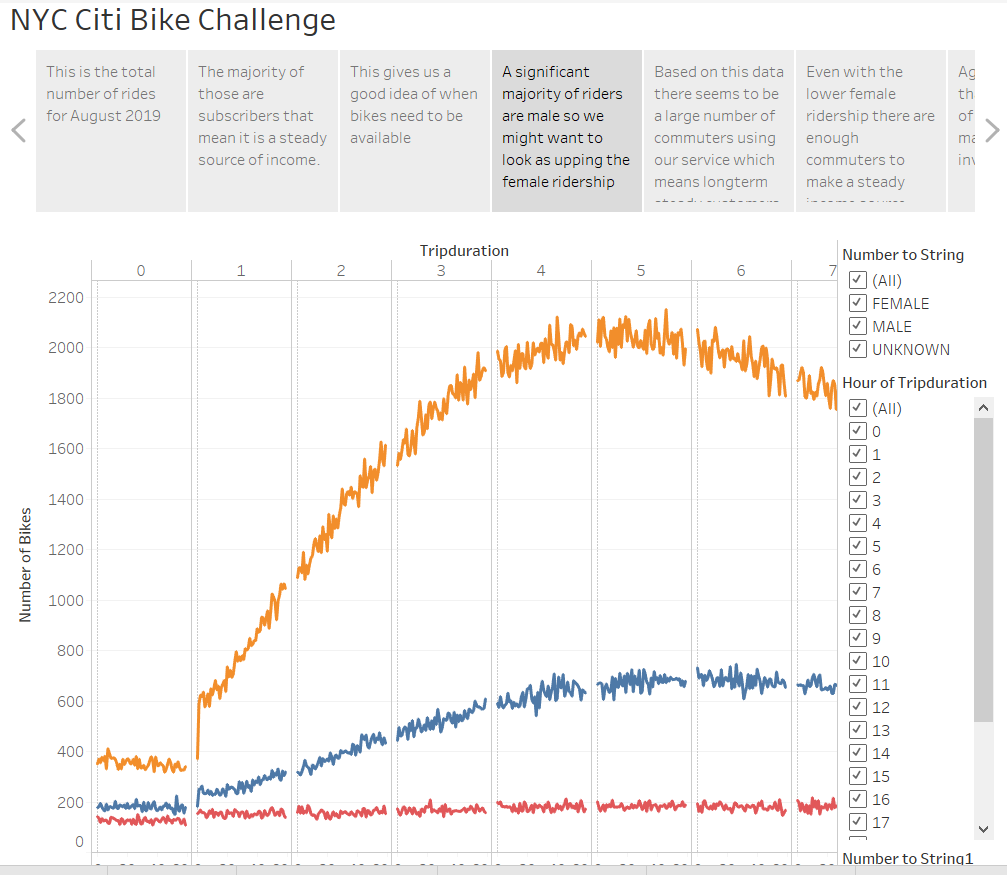 NYC Citi Bike Challenge
This is the total
number of rides
for August 2019
The majority of
those are
subscribers that
mean it is a steady
source of income.
This gives us a
good idea of when
bikes need to be
available
A significant
majority of riders
are male so we
might want to
look as upping the
female ridership
Based on this data
there seems to be
a large number of
commuters using
our service which
means longterm
Even with the
lower female
ridership there are
enough
commuters to
make a steady
Ag
th
of
ma
inv
Tripduration
0 1 2 3 4 5 6 7
Number of Bikes
2200
2000
1800
1600
1400
1200
1000
800
600
400
200
0
Number to String
(All)
FEMALE
MALE
UNKNOWN
Hour of Tripduration
(All)
0
1
2
3
4
5
6
7
8
9
10
11
12
13
14
15
16
17
Number to String1